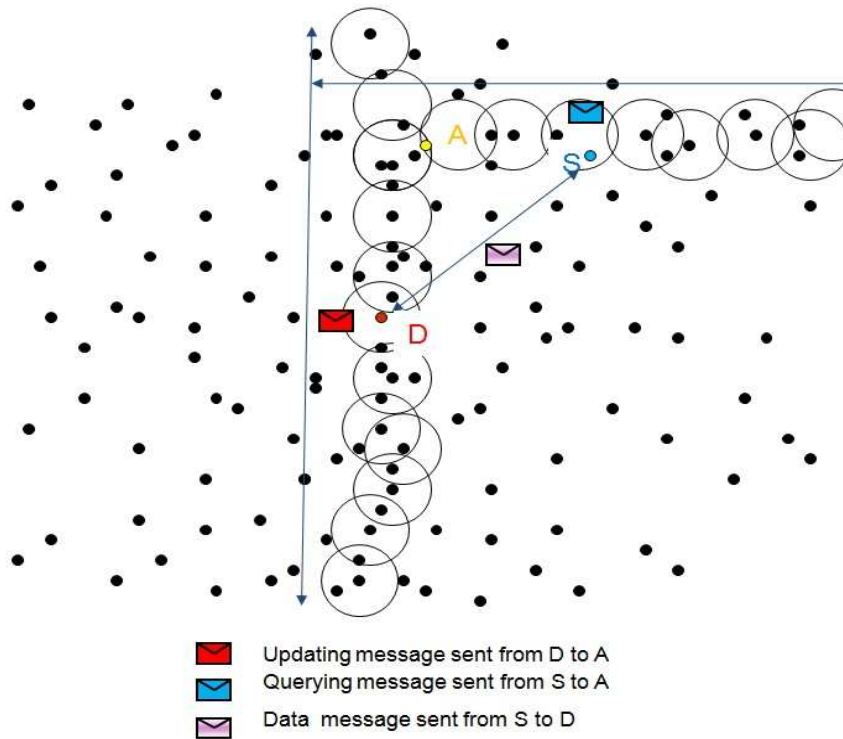 A
S
D
Updating message sent from D to A
Querying message sent from S to A
Data message sent from S to D